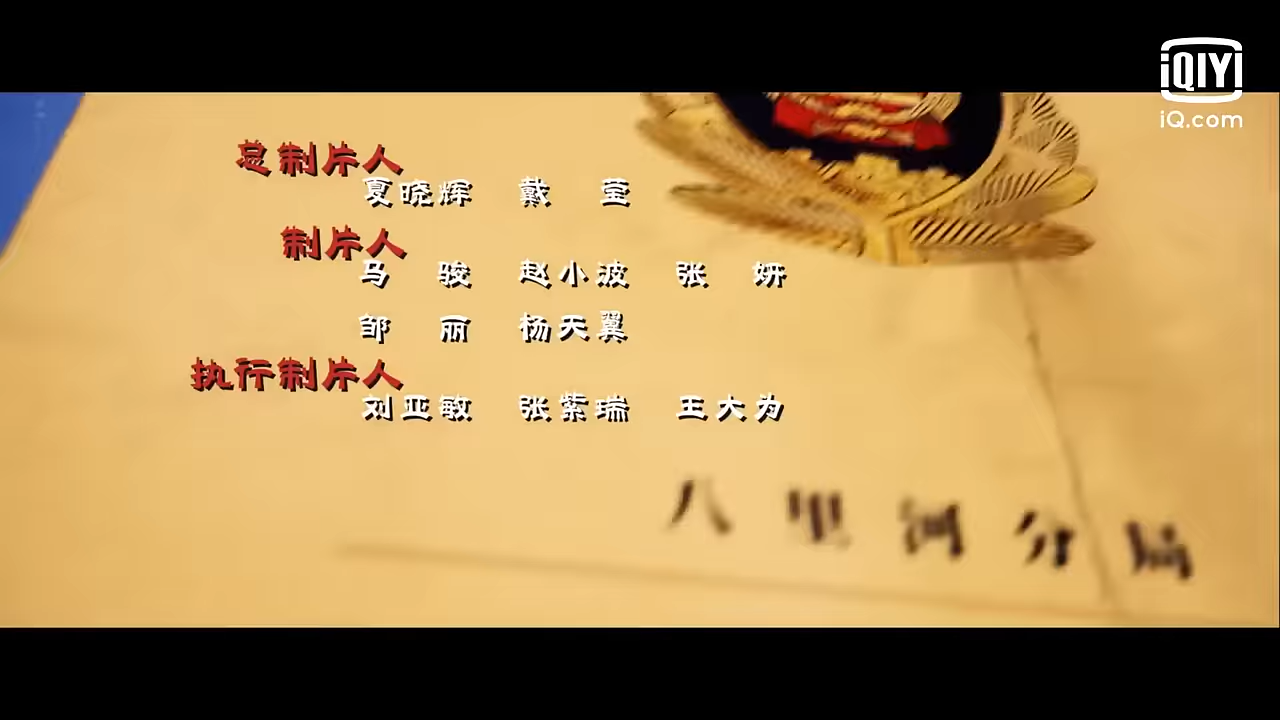 iQIYI
iQ.com
总制片人
夏晓辉 戴 莹
制片人
马 骏 赵小波 张 妍
邹 丽 杨天翼
执行制片人
刘亚敏 张紫瑞 王大为
八里河分局